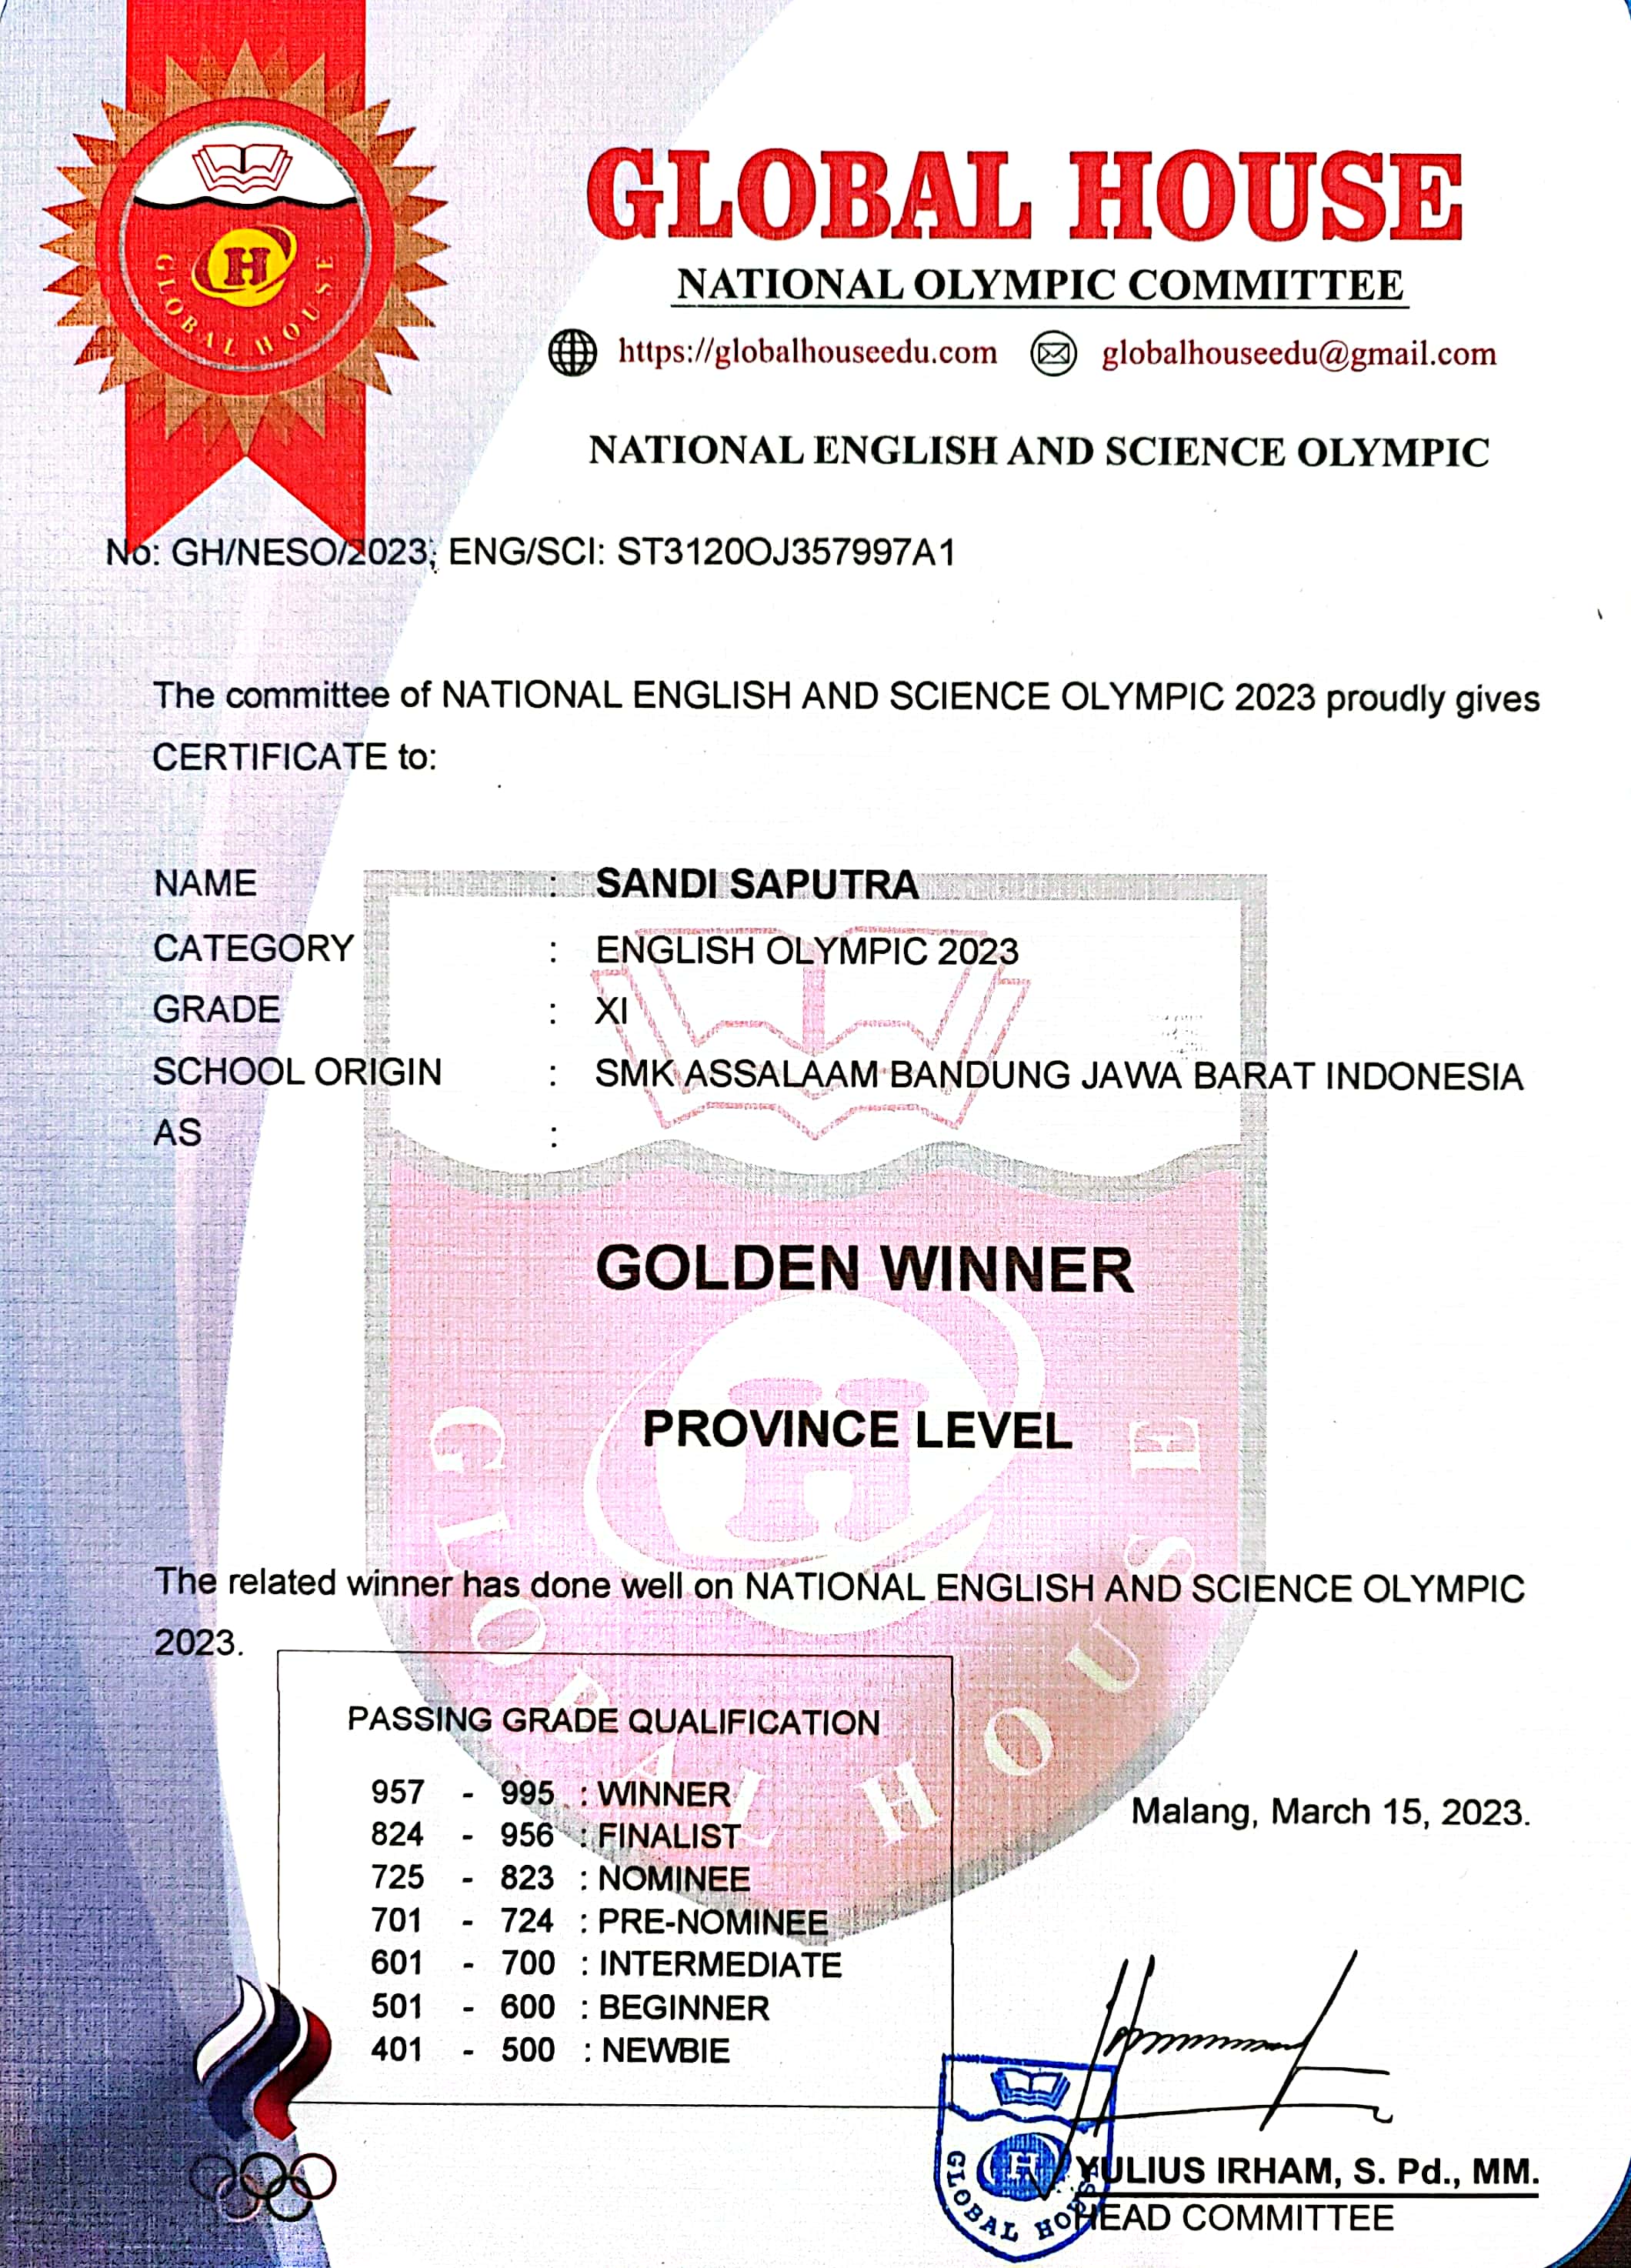 GLOBAL HOUSE
NATIONAL OLYMPIC COMMITTEE
https://globalhouseedu.com globalhouseedu@gmail.com
NATIONAL ENGLISH AND SCIENCE OLYMPIC
GLOBAL HOUSE
H
No: GH/NESO/2023; ENG/SCI: ST3120OJ357997A1
The committee of NATIONAL ENGLISH AND SCIENCE OLYMPIC 2023 proudly gives
CERTIFICATE to:
NAME : SANDI SAPUTRA
CATEGORY : ENGLISH OLYMPIC 2023
GRADE : XI
SCHOOL ORIGIN : SMK ASSALAAM BANDUNG JAWA BARAT INDONESIA
AS :
GOLDEN WINNER
PROVINCE LEVEL
H
GLOBAL HOUSE
The related winner has done well on NATIONAL ENGLISH AND SCIENCE OLYMPIC
2023.
PASSING GRADE QUALIFICATION
957 - 995 : WINNER
824 - 956 : FINALIST
725 - 823 : NOMINEE
701 - 724 : PRE-NOMINEE
601 - 700 : INTERMEDIATE
501 - 600 : BEGINNER
401 - 500 : NEWBIE
Malang, March 15, 2023.
H
GLOBAL HOUSE
YULIUS IRHAM, S. Pd., MM.
HEAD COMMITTEE